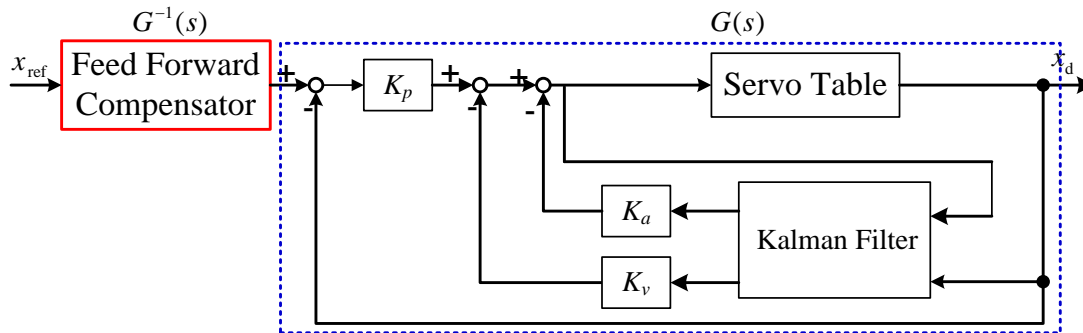 G⁻¹(s)
G(s)
x_ref
Feed Forward
Compensator
+
-
K_p
+
-
+
-
Servo Table
x_d
K_a
Kalman Filter
K_v